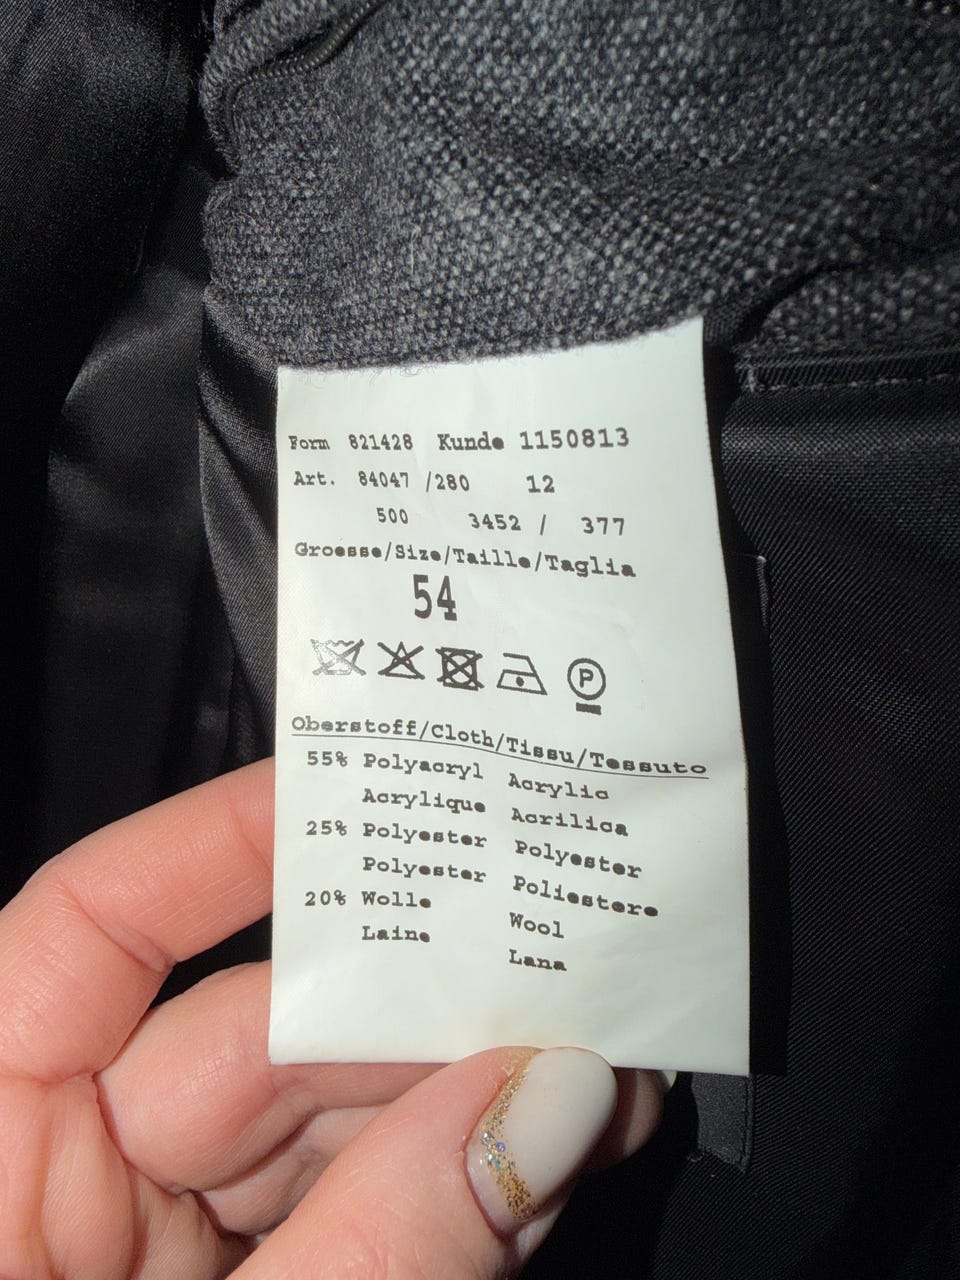 Form 821428 Kunde 1150813
Art. 84047 /280 12
500 3452 / 377
Groesse/Size/Taille/Taglia
54
P
Oberstoff/Cloth/Tissu/Tessuto
55% Polyacryl Acrylic
Acrylique Acrilica
25% Polyester Polyester
Polyester Poliestere
20% Wolle Wool
Laine Lana